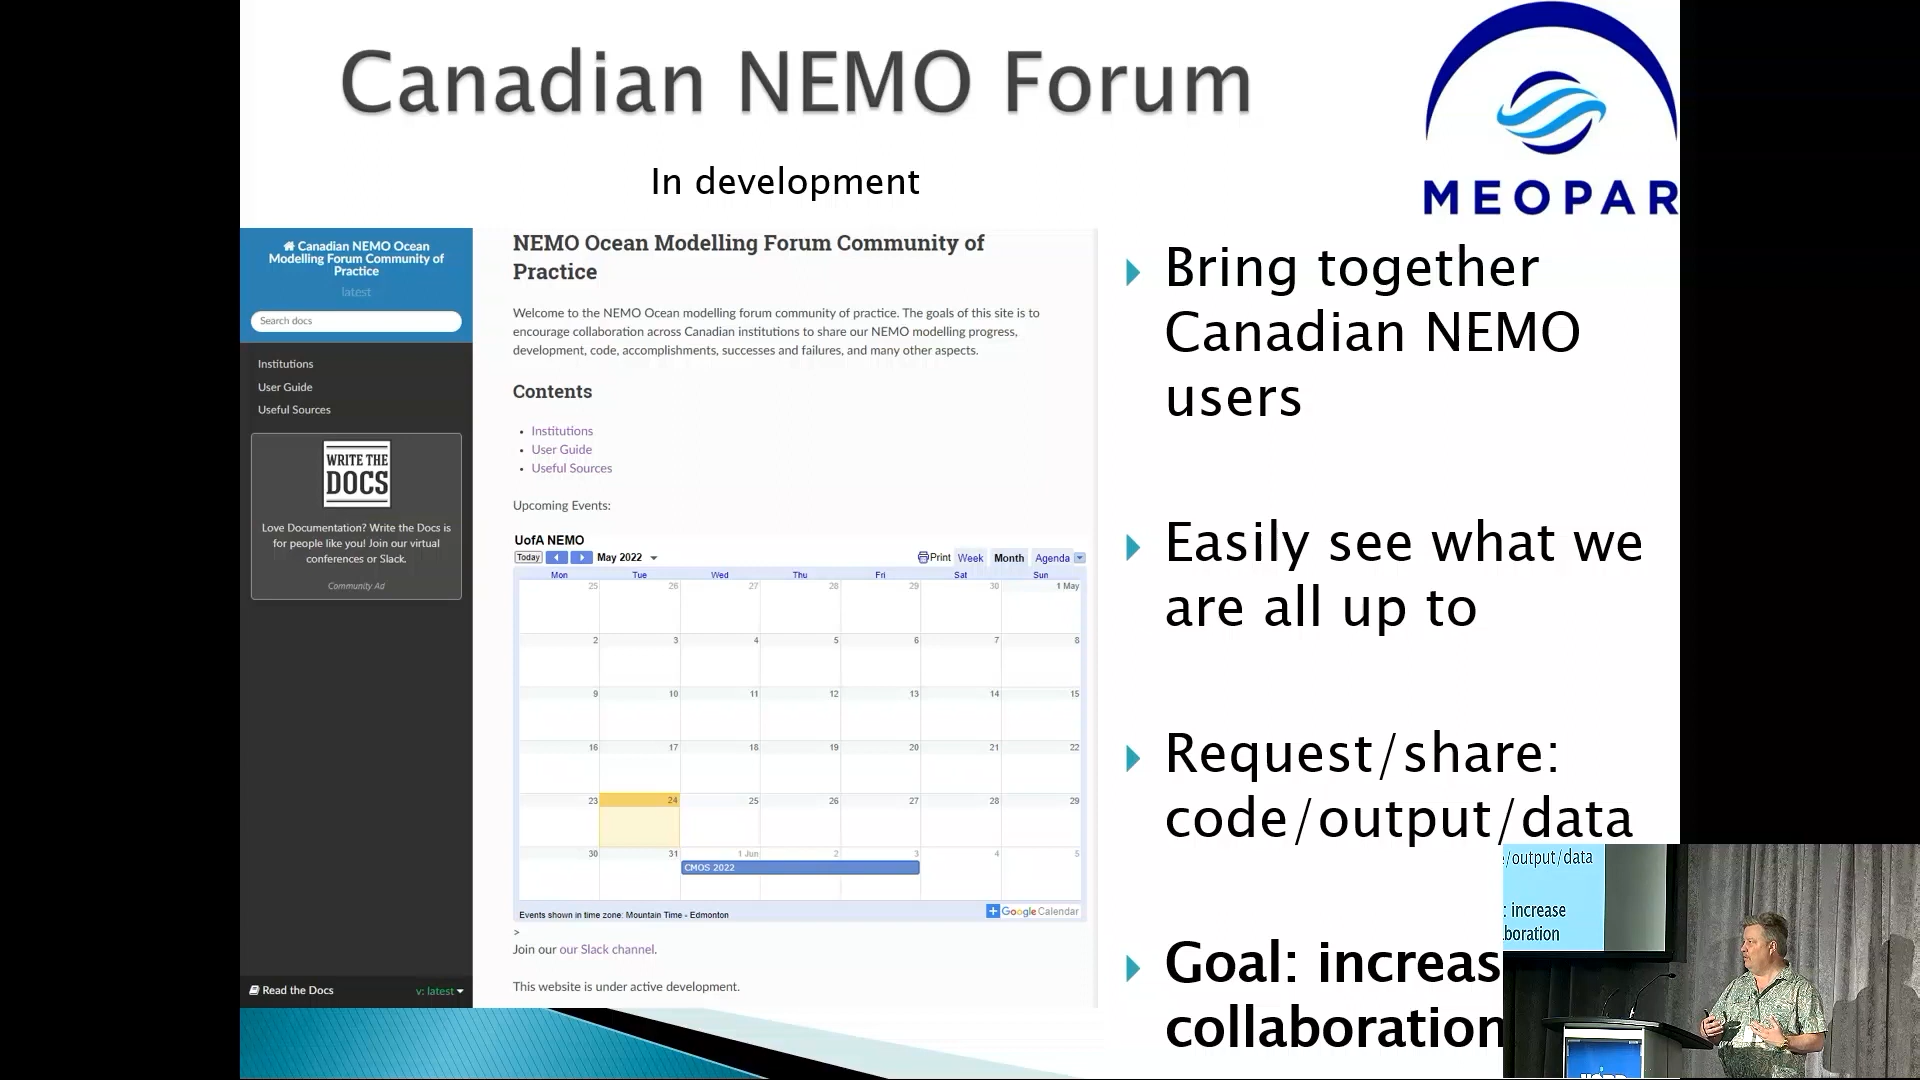 Canadian NEMO Forum
In development
MEOPAR
Canadian NEMO Ocean
Modelling Forum Community of
Practice
latest
Search docs
Institutions
User Guide
Useful Sources
WRITE THE
DOCS
Love Documentation? Write the Docs is
for people like you! Join our virtual
conferences or Slack.
Community Ad
Read the Docs
v: latest
NEMO Ocean Modelling Forum Community of
Practice
Welcome to the NEMO Ocean modelling forum community of practice. The goals of this site is to
encourage collaboration across Canadian institutions to share our NEMO modelling progress,
development, code, accomplishments, successes and failures, and many other aspects.
Contents
• Institutions
• User Guide
• Useful Sources
Upcoming Events:
UofA NEMO
Today May 2022 Print Week Month Agenda
Mon Tue Wed Thu Fri Sat Sun
25 26 27 28 29 30 1 May
2 3 4 5 6 7 8
9 10 11 12 13 14 15
16 17 18 19 20 21 22
23 24 25 26 27 28 29
30 31 1 Jun 2 3 4 5
CMOS 2022
Events shown in time zone: Mountain Time - Edmonton
Google Calendar
>
Join our our Slack channel.
This website is under active development.
Bring together
Canadian NEMO
users
Easily see what we
are all up to
Request/share:
code/output/data
Goal: increas
collaboration
/output/data
: increase
boration